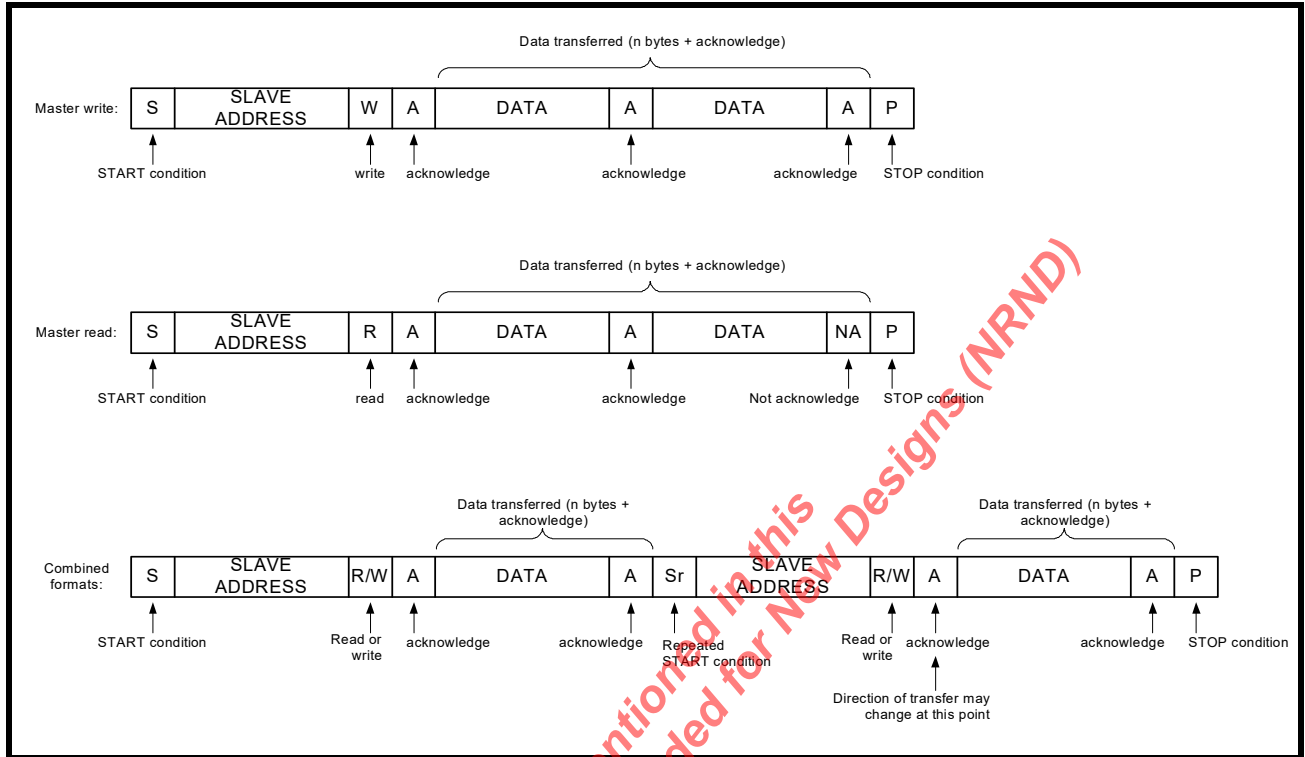 Data transferred (n bytes + acknowledge)
Master write: S SLAVE ADDRESS W A DATA A DATA A P
START condition write acknowledge acknowledge acknowledge STOP condition
Data transferred (n bytes + acknowledge)
Master read: S SLAVE ADDRESS R A DATA A DATA NA P
START condition read acknowledge acknowledge Not acknowledge STOP condition
Data transferred (n bytes +
acknowledge)
Data transferred (n bytes +
acknowledge)
Combined
formats:
S SLAVE ADDRESS R/W A DATA A Sr SLAVE ADDRESS R/W A DATA A P
START condition
Read or
write
acknowledge
acknowledge
Repeated
START condition
Read or
write
acknowledge
acknowledge
STOP condition
Direction of transfer may
change at this point
in this
for New Designs (NRND)